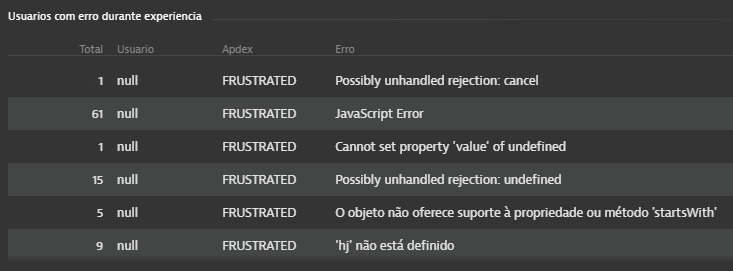 Usuarios com erro durante experiencia
Total Usuario Apdex Erro
1 null FRUSTRATED Possibly unhandled rejection: cancel
61 null FRUSTRATED JavaScript Error
1 null FRUSTRATED Cannot set property 'value' of undefined
15 null FRUSTRATED Possibly unhandled rejection: undefined
5 null FRUSTRATED O objeto não oferece suporte à propriedade ou método 'startsWith'
9 null FRUSTRATED 'hj' não está definido